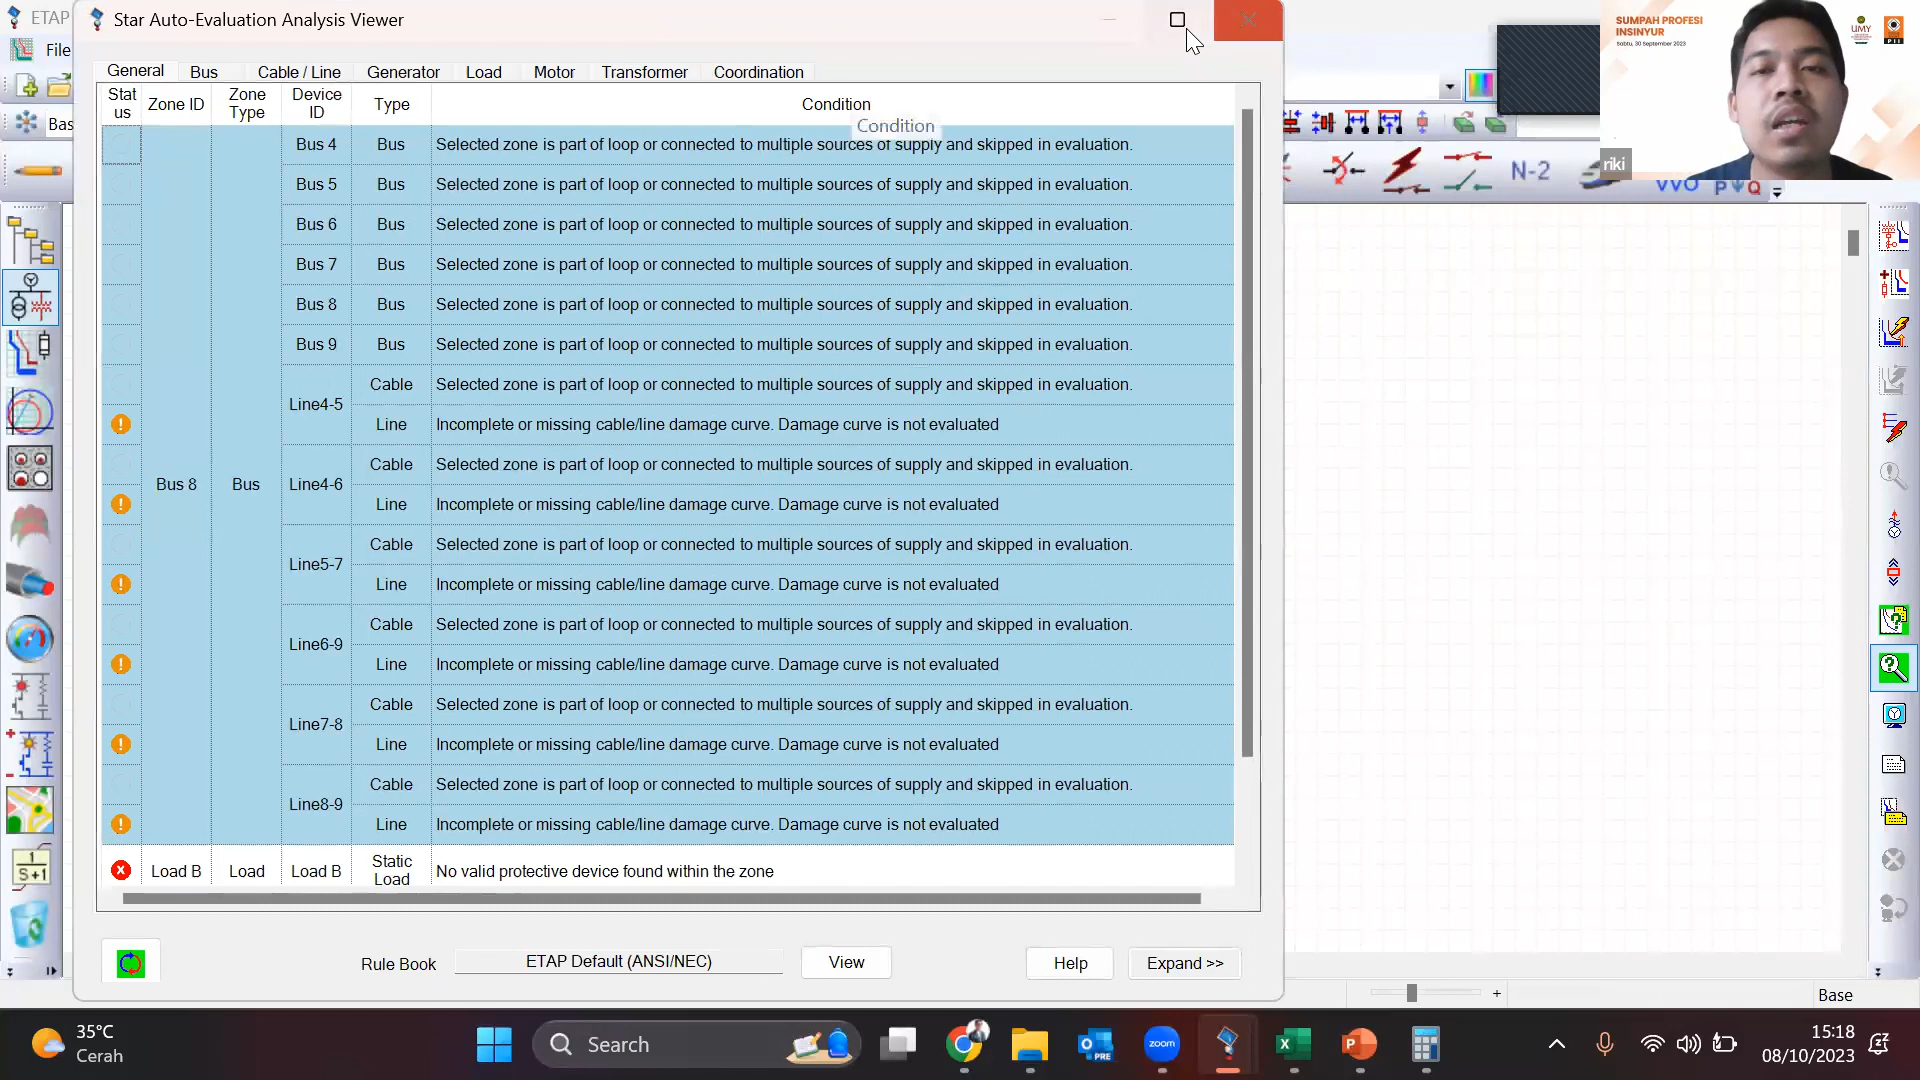 ETAP
Star Auto-Evaluation Analysis Viewer
File
Bas
General Bus Cable / Line Generator Load Motor Transformer Coordination
Status Zone ID Zone Type Device ID Type Condition
Condition
Bus 4 Bus Selected zone is part of loop or connected to multiple sources of supply and skipped in evaluation.
Bus 5 Bus Selected zone is part of loop or connected to multiple sources of supply and skipped in evaluation.
Bus 6 Bus Selected zone is part of loop or connected to multiple sources of supply and skipped in evaluation.
Bus 7 Bus Selected zone is part of loop or connected to multiple sources of supply and skipped in evaluation.
Bus 8 Bus Selected zone is part of loop or connected to multiple sources of supply and skipped in evaluation.
Bus 9 Bus Selected zone is part of loop or connected to multiple sources of supply and skipped in evaluation.
Cable Selected zone is part of loop or connected to multiple sources of supply and skipped in evaluation.
Line4-5
Line Incomplete or missing cable/line damage curve. Damage curve is not evaluated
Cable Selected zone is part of loop or connected to multiple sources of supply and skipped in evaluation.
Bus 8 Bus Line4-6
Line Incomplete or missing cable/line damage curve. Damage curve is not evaluated
Cable Selected zone is part of loop or connected to multiple sources of supply and skipped in evaluation.
Line5-7
Line Incomplete or missing cable/line damage curve. Damage curve is not evaluated
Cable Selected zone is part of loop or connected to multiple sources of supply and skipped in evaluation.
Line6-9
Line Incomplete or missing cable/line damage curve. Damage curve is not evaluated
Cable Selected zone is part of loop or connected to multiple sources of supply and skipped in evaluation.
Line7-8
Line Incomplete or missing cable/line damage curve. Damage curve is not evaluated
Cable Selected zone is part of loop or connected to multiple sources of supply and skipped in evaluation.
Line8-9
Line Incomplete or missing cable/line damage curve. Damage curve is not evaluated
Load B Load Load B Static Load No valid protective device found within the zone
Rule Book ETAP Default (ANSI/NEC) View Help Expand >>
SUMPAH PROFESI
INSINYUR
Sabtu, 30 September 2023
UMY
PII
riki
N-2
VVO
Base
35°C
Cerah
Search
PRE
zoom
15:18
08/10/2023